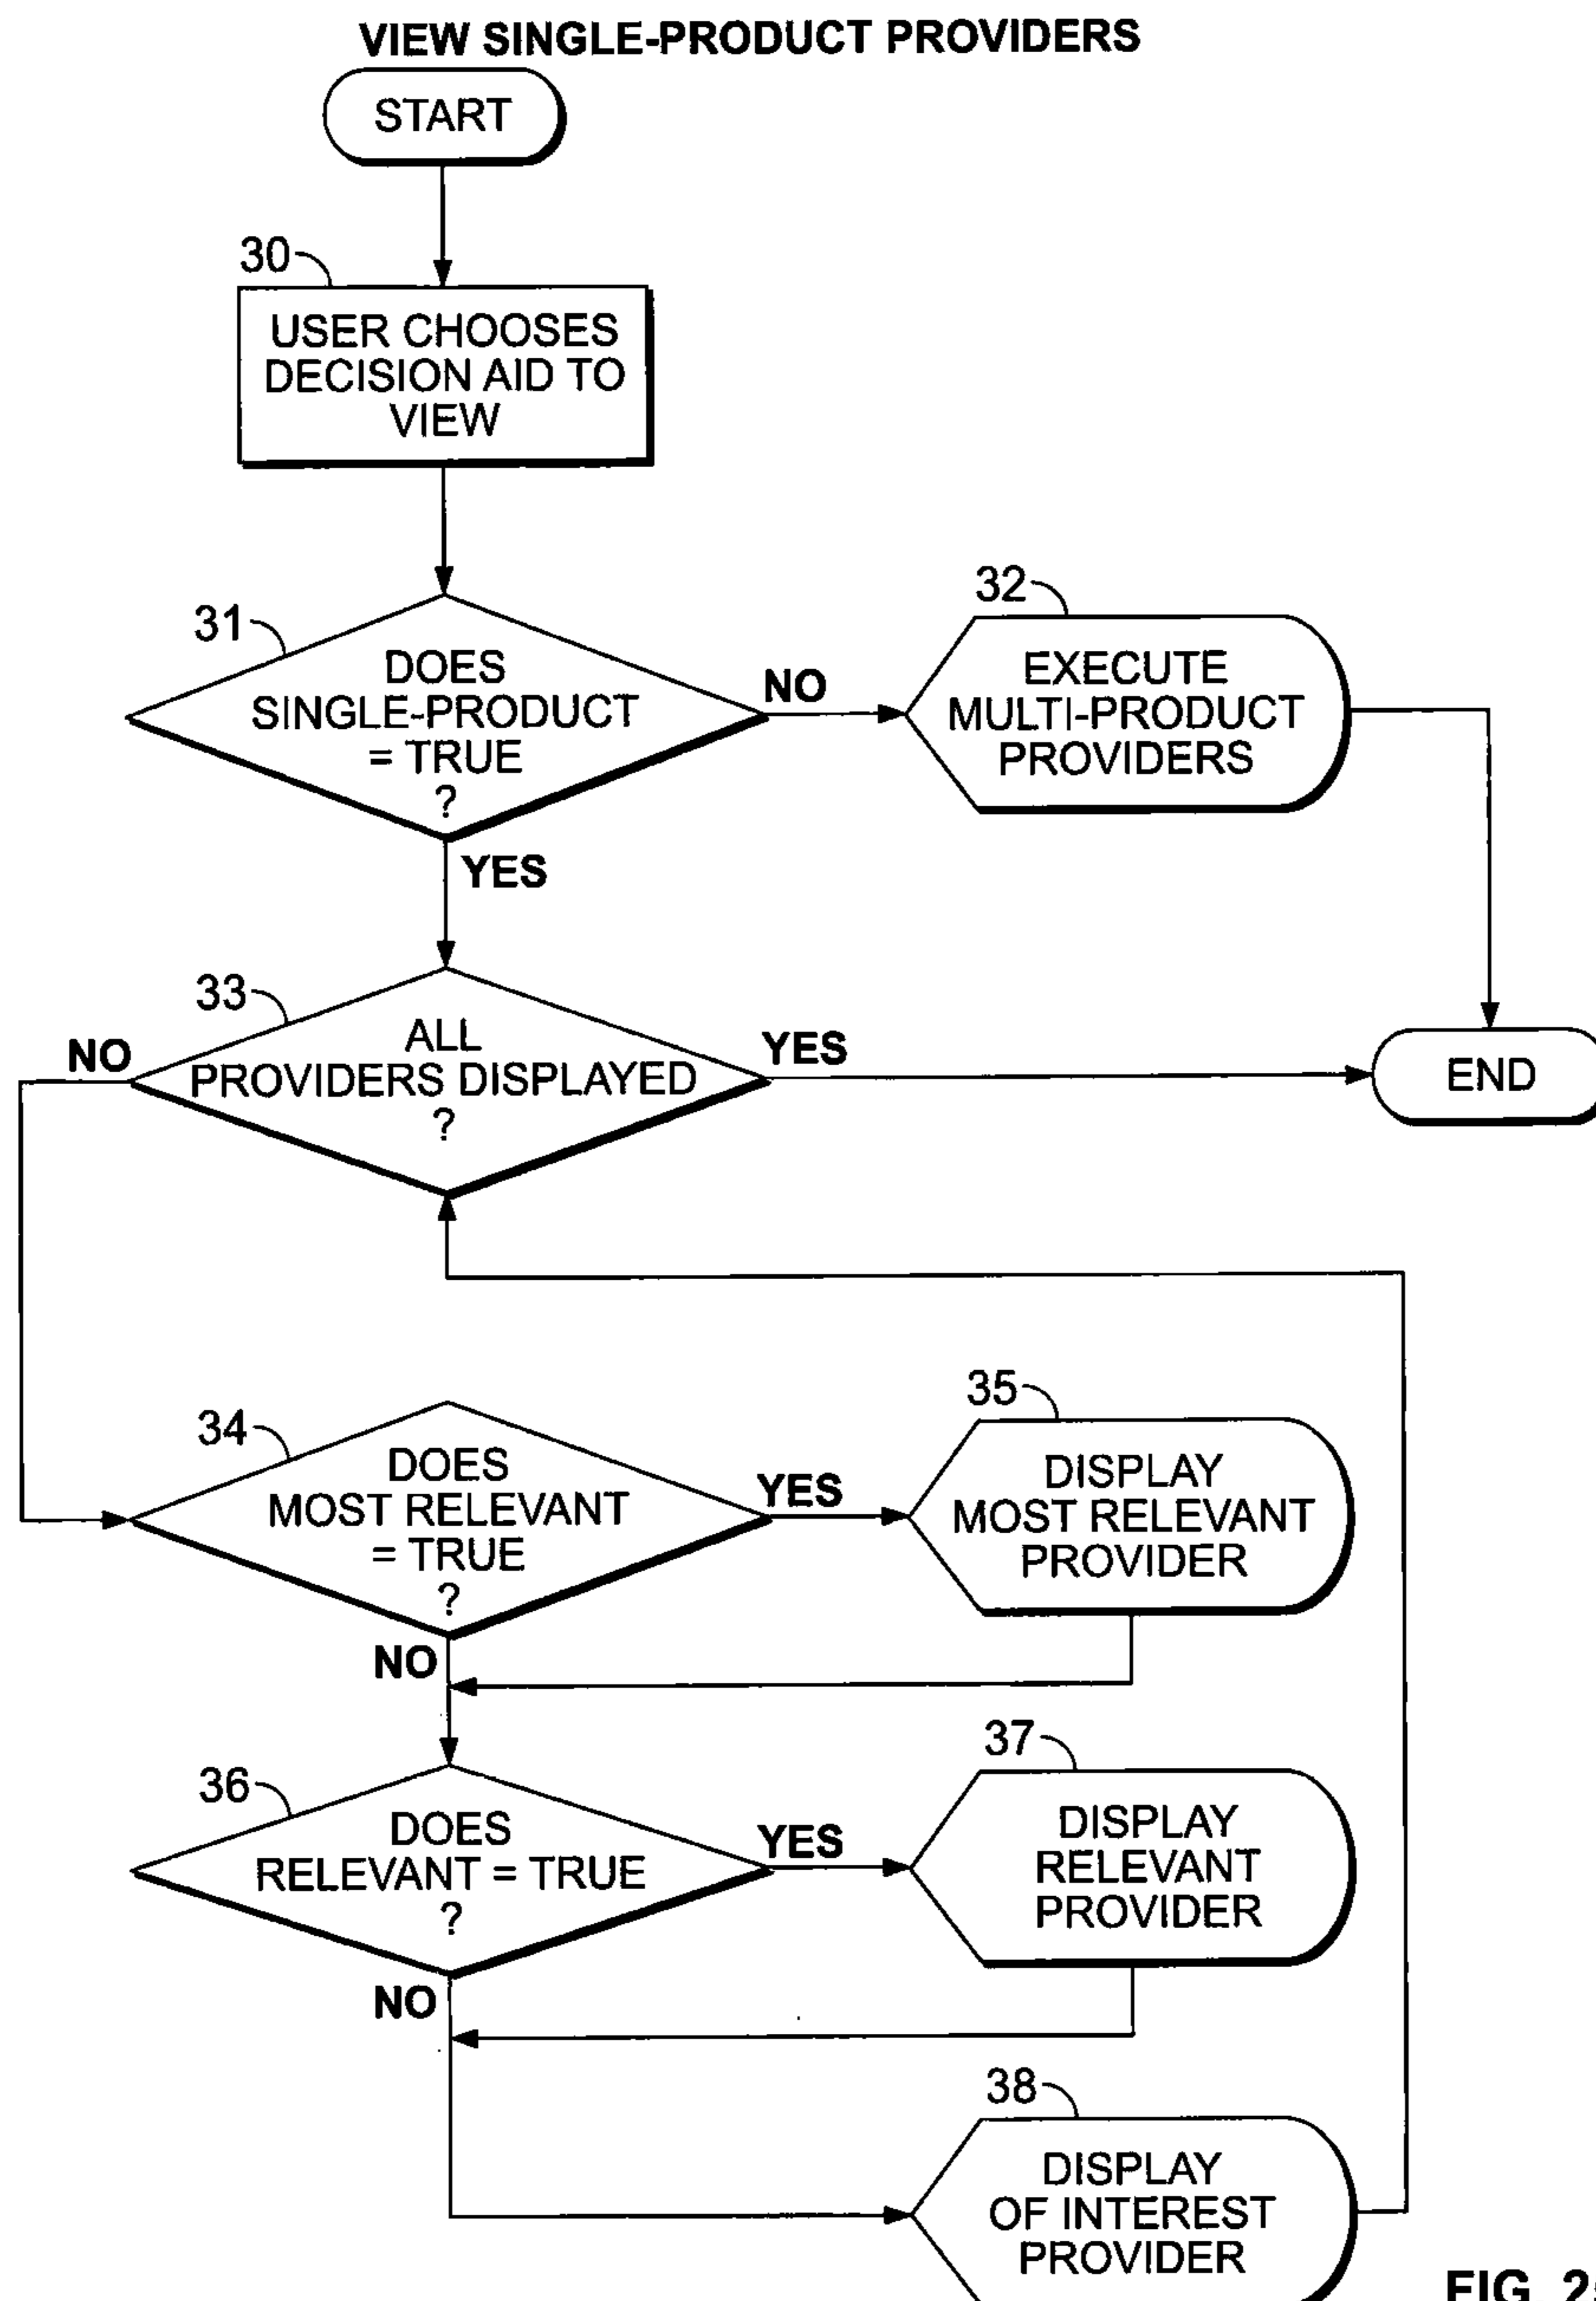 VIEW SINGLE-PRODUCT PROVIDERS
START
30
USER CHOOSES
DECISION AID TO
VIEW
31
DOES
SINGLE-PRODUCT
= TRUE
?
NO
32
EXECUTE
MULTI-PRODUCT
PROVIDERS
YES
33
ALL
PROVIDERS DISPLAYED
?
NO
YES
END
34
DOES
MOST RELEVANT
= TRUE
?
YES
35
DISPLAY
MOST RELEVANT
PROVIDER
NO
36
DOES
RELEVANT = TRUE
?
YES
37
DISPLAY
RELEVANT
PROVIDER
NO
38
DISPLAY
OF INTEREST
PROVIDER
FIG.